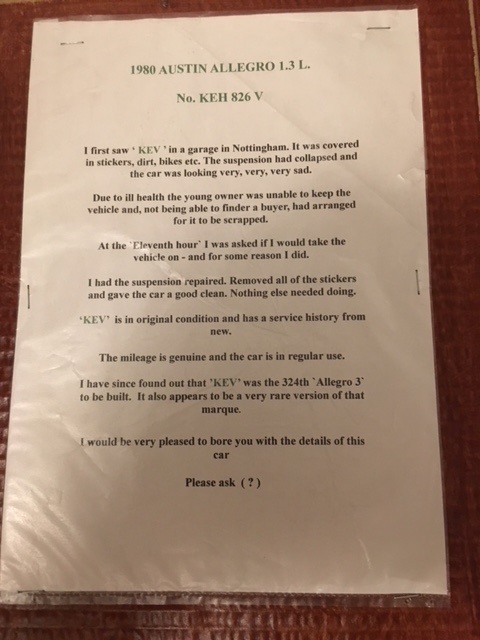 1980 AUSTIN ALLEGRO 1.3 L.
No. KEH 826 V
I first saw ‘ KEV ’ in a garage in Nottingham. It was covered
in stickers, dirt, bikes etc. The suspension had collapsed and
the car was looking very, very, very sad.
Due to ill health the young owner was unable to keep the
vehicle and, not being able to finder a buyer, had arranged
for it to be scrapped.
At the `Eleventh hour` I was asked if I would take the
vehicle on - and for some reason I did.
I had the suspension repaired. Removed all of the stickers
and gave the car a good clean. Nothing else needed doing.
‘KEV’ is in original condition and has a service history from
new.
The mileage is genuine and the car is in regular use.
I have since found out that 'KEV' was the 324th `Allegro 3`
to be built. It also appears to be a very rare version of that
marque.
I would be very pleased to bore you with the details of this
car
Please ask ( ? )